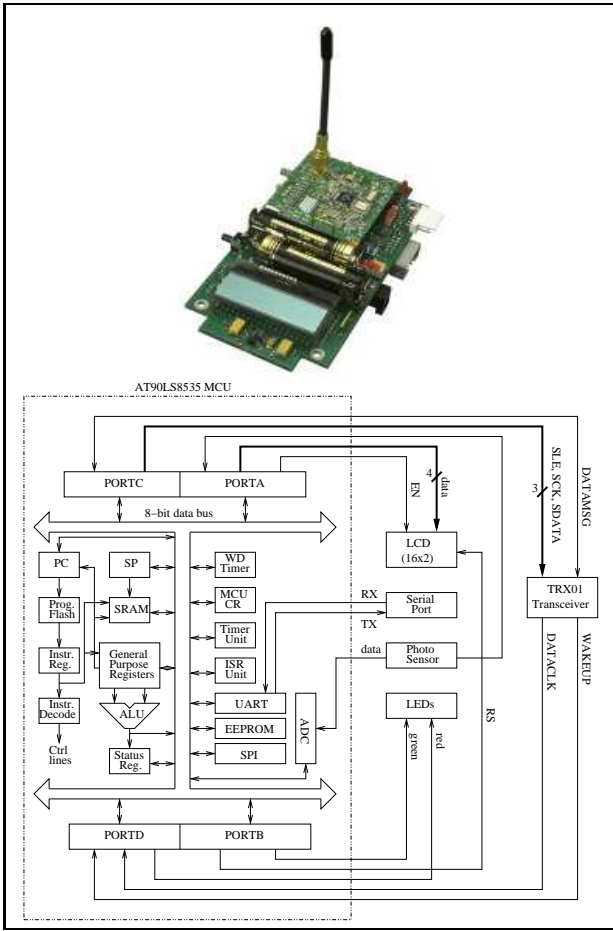 AT90LS8535 MCU
PORTC
PORTA
8−bit data bus
EN
4
data
3
SLE, SCK, SDATA
DATAMSG
PC
SP
WD
Timer
LCD
(16x2)
Prog.
Flash
SRAM
MCU
CR
RX
TX
Serial
Port
TRX01
Transceiver
Instr.
Reg.
General
Purpose
Registers
Timer
Unit
ISR
Unit
data
Photo
Sensor
DATACLK
WAKEUP
Instr.
Decode
ALU
UART
EEPROM
SPI
ADC
LEDs
green
red
RS
Ctrl
lines
Status
Reg.
PORTD
PORTB